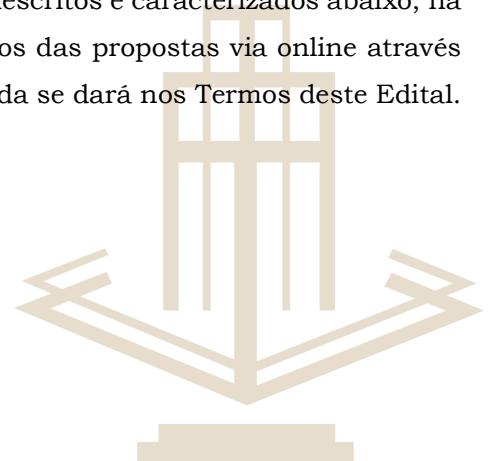 descritos e caracterizados abaixo, na
os das propostas via online através
da se dará nos Termos deste Edital.